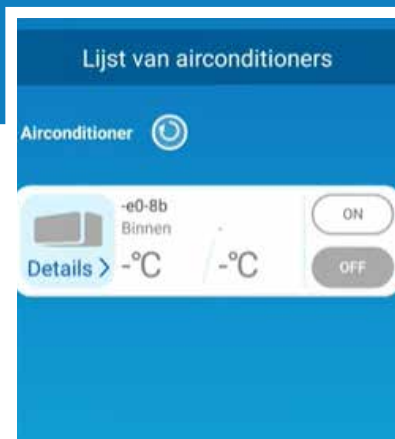 Lijst van airconditioners
Airconditioner
-e0-8b
Binnen
ON
Details > -°C -°C
OFF